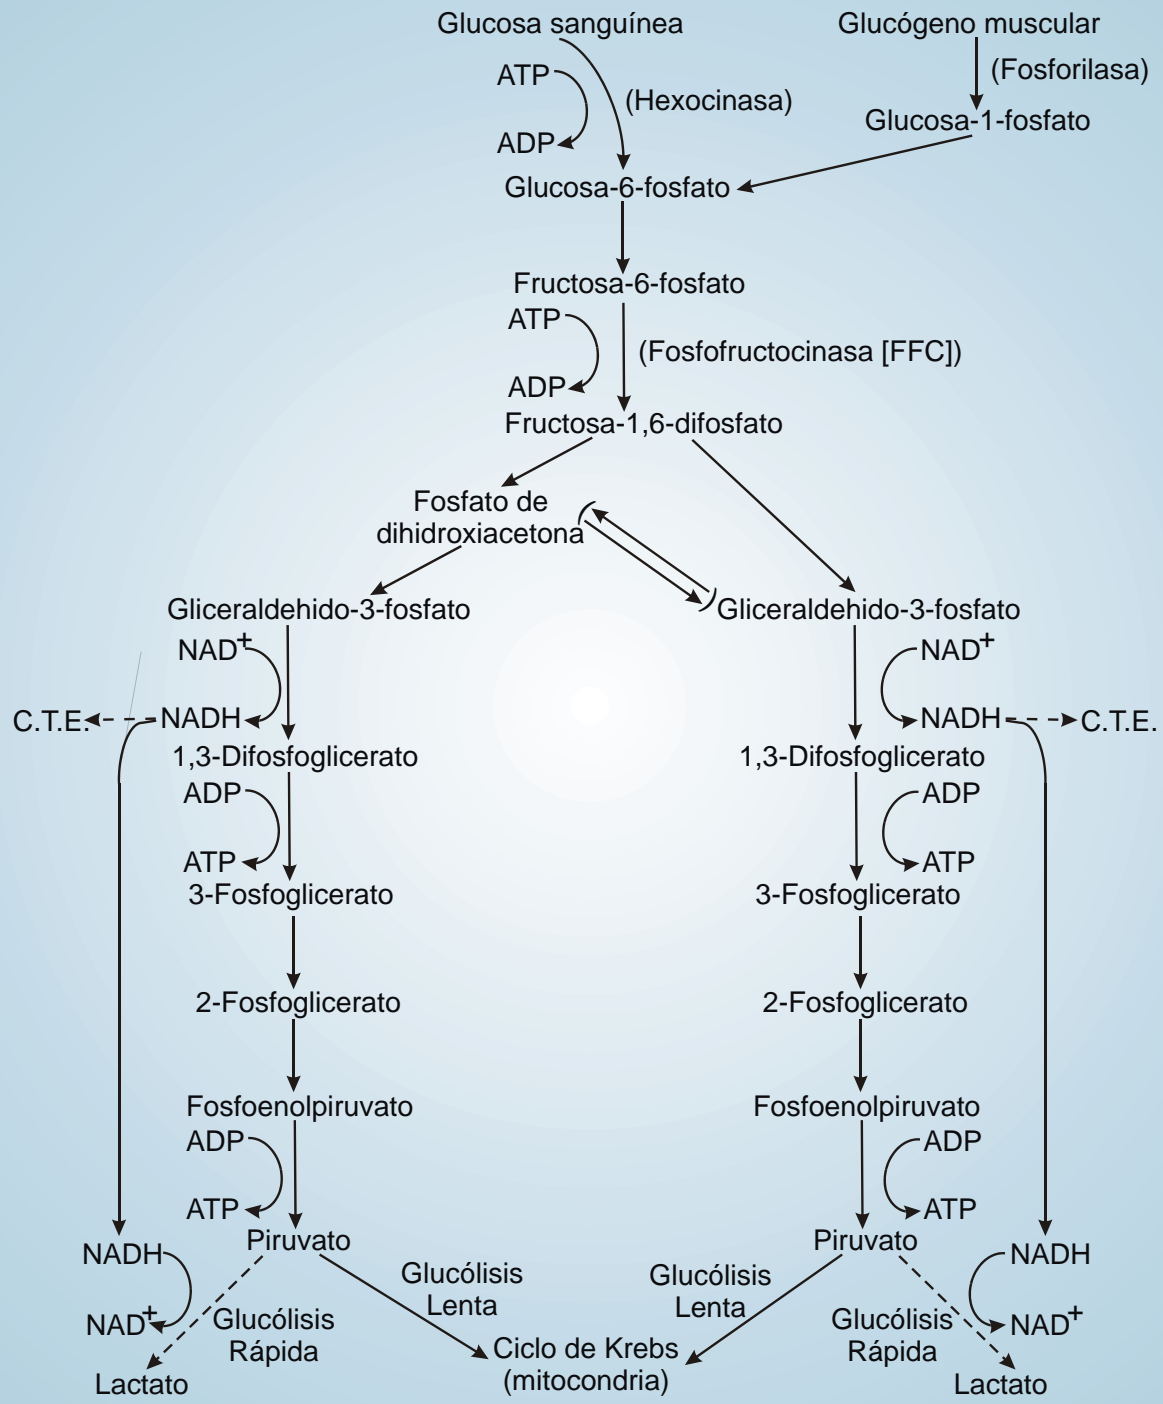 Glucosa sanguínea
Glucógeno muscular
ATP
(Fosforilasa)
(Hexocinasa)
Glucosa-1-fosfato
ADP
Glucosa-6-fosfato
Fructosa-6-fosfato
ATP
(Fosfofructocinasa [FFC])
ADP
Fructosa-1,6-difosfato
Fosfato de
dihidroxiacetona
Gliceraldehido-3-fosfato
Gliceraldehido-3-fosfato
NAD+
NAD+
C.T.E.
NADH
NADH
C.T.E.
1,3-Difosfoglicerato
1,3-Difosfoglicerato
ADP
ADP
ATP
ATP
3-Fosfoglicerato
3-Fosfoglicerato
2-Fosfoglicerato
2-Fosfoglicerato
Fosfoenolpiruvato
Fosfoenolpiruvato
ADP
ADP
ATP
ATP
Piruvato
Piruvato
NADH
NADH
Glucólisis
Lenta
Glucólisis
Lenta
NAD+
Glucólisis
Rápida
Glucólisis
Rápida
NAD+
Ciclo de Krebs
(mitocondria)
Lactato
Lactato